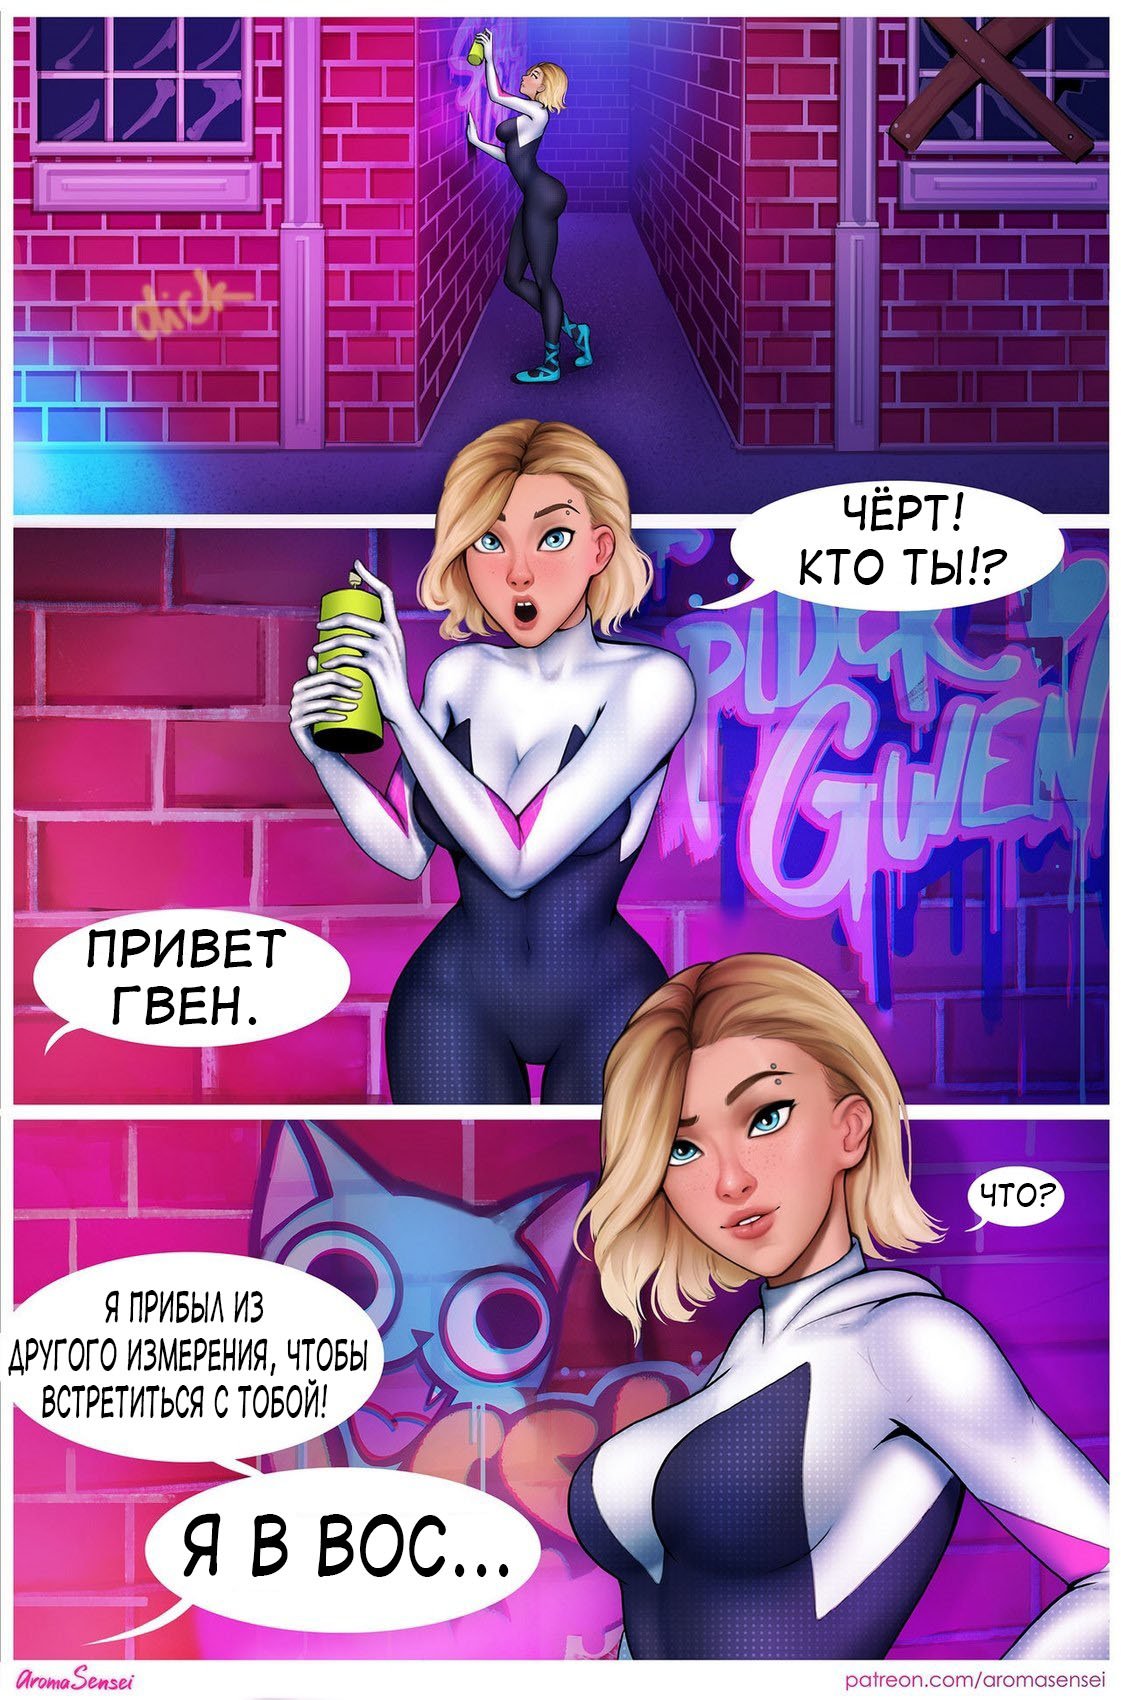 dick
ЧЁРТ!
КТО ТЫ!?
GWEN
ПРИВЕТ
ГВЕН.
ЧТО?
Я ПРИБЫЛ ИЗ
ДРУГОГО ИЗМЕРЕНИЯ, ЧТОБЫ
ВСТРЕТИТЬСЯ С ТОБОЙ!
Я В ВОС...
AromaSensei
patreon.com/aromasensei